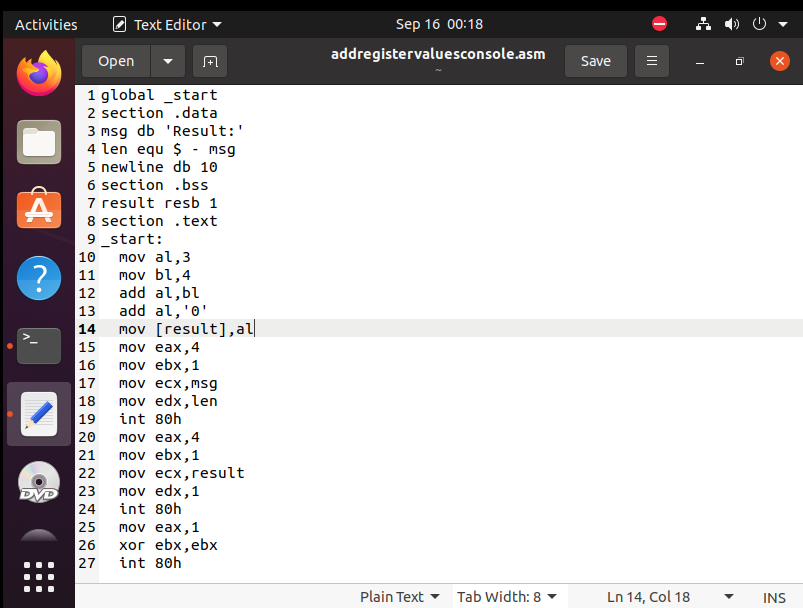 Activities Text Editor Sep 16 00:18
Open addregistervaluesconsole.asm Save
~
1 global _start
2 section .data
3 msg db 'Result:'
4 len equ $ - msg
5 newline db 10
6 section .bss
7 result resb 1
8 section .text
9 _start:
10   mov al,3
11   mov bl,4
12   add al,bl
13   add al,'0'
14   mov [result],al
15   mov eax,4
16   mov ebx,1
17   mov ecx,msg
18   mov edx,len
19   int 80h
20   mov eax,4
21   mov ebx,1
22   mov ecx,result
23   mov edx,1
24   int 80h
25   mov eax,1
26   xor ebx,ebx
27   int 80h
DVD
Plain Text Tab Width: 8 Ln 14, Col 18 INS